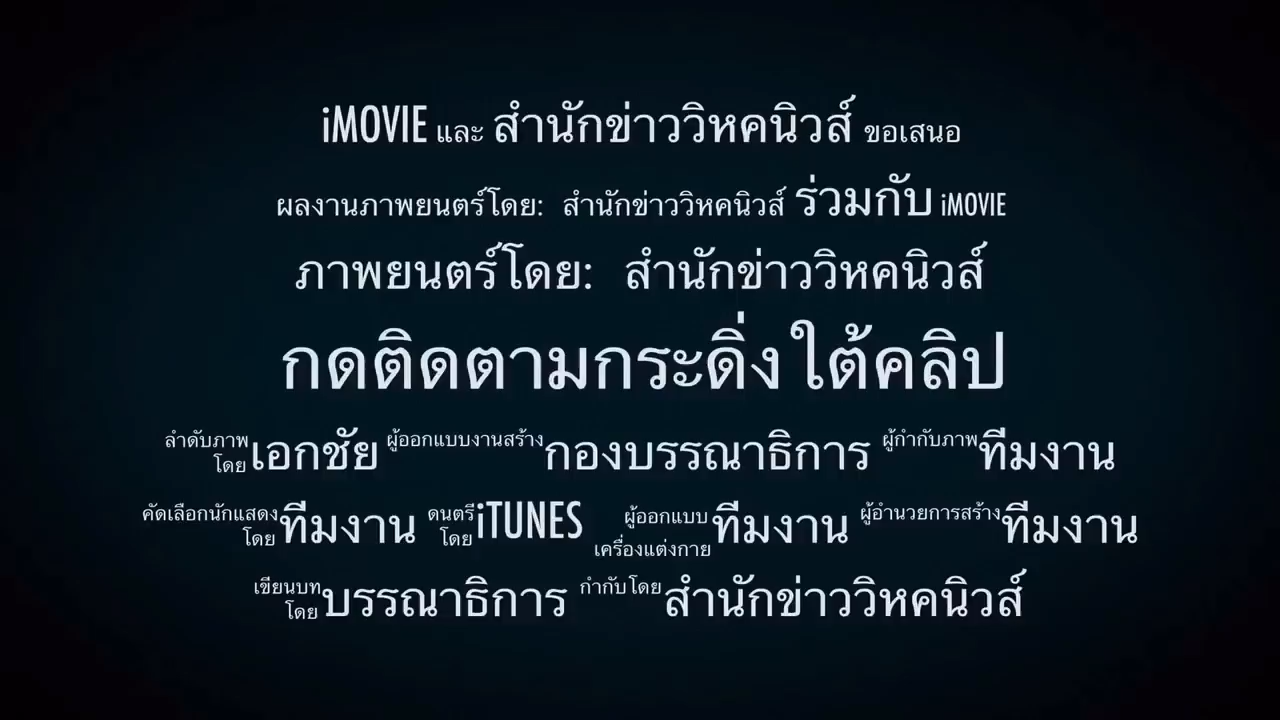 iMOVIE และ สำนักข่าววิหคนิวส์ ขอเสนอ
ผลงานภาพยนตร์โดย: สำนักข่าววิหคนิวส์ ร่วมกับ iMOVIE
ภาพยนตร์โดย: สำนักข่าววิหคนิวส์
กดติดตามกระดิ่ง ใต้คลิป
ลำดับภาพโดย เอกชัย ผู้ออกแบบงานสร้าง กองบรรณาธิการ ผู้กำกับภาพ ทีมงาน
คัดเลือกนักแสดงโดย ทีมงาน ดนตรีโดย iTUNES ผู้ออกแบบเครื่องแต่งกาย ทีมงาน ผู้อำนวยการสร้าง ทีมงาน
เขียนบทโดย บรรณาธิการ กำกับโดย สำนักข่าววิหคนิวส์